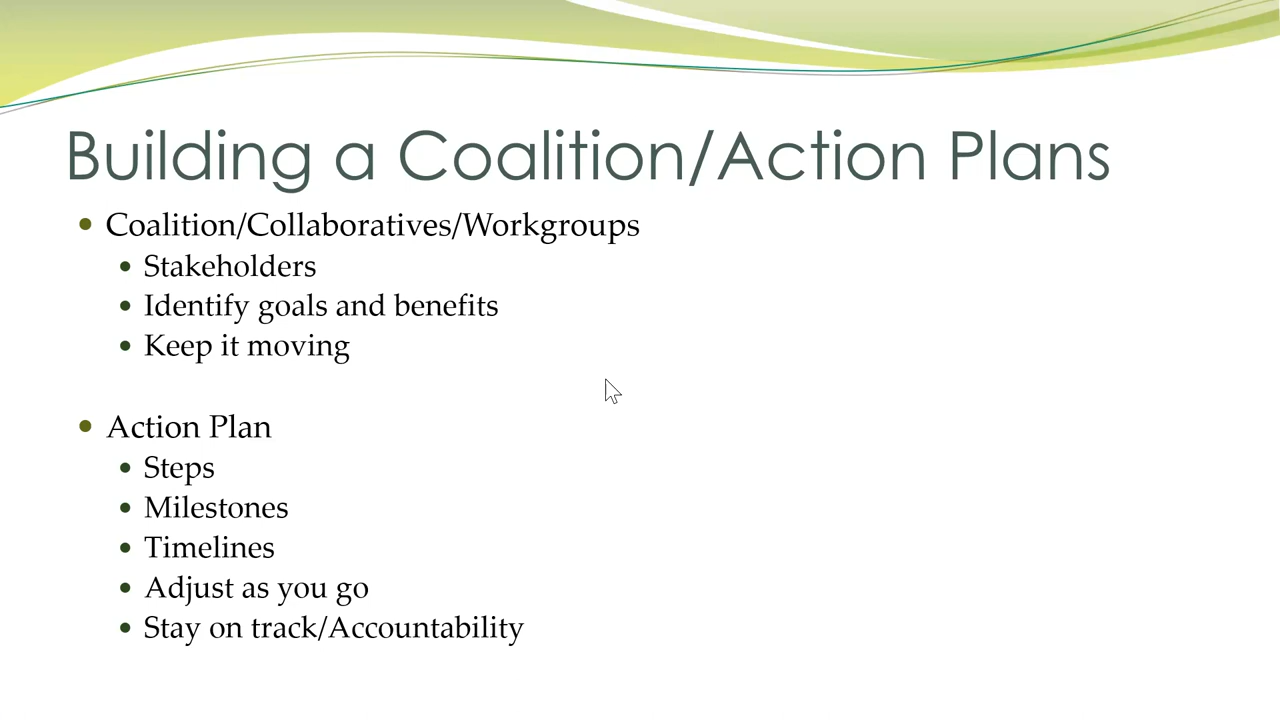 Building a Coalition/Action Plans
Coalition/Collaboratives/Workgroups
Stakeholders
Identify goals and benefits
Keep it moving
Action Plan
Steps
Milestones
Timelines
Adjust as you go
Stay on track/Accountability